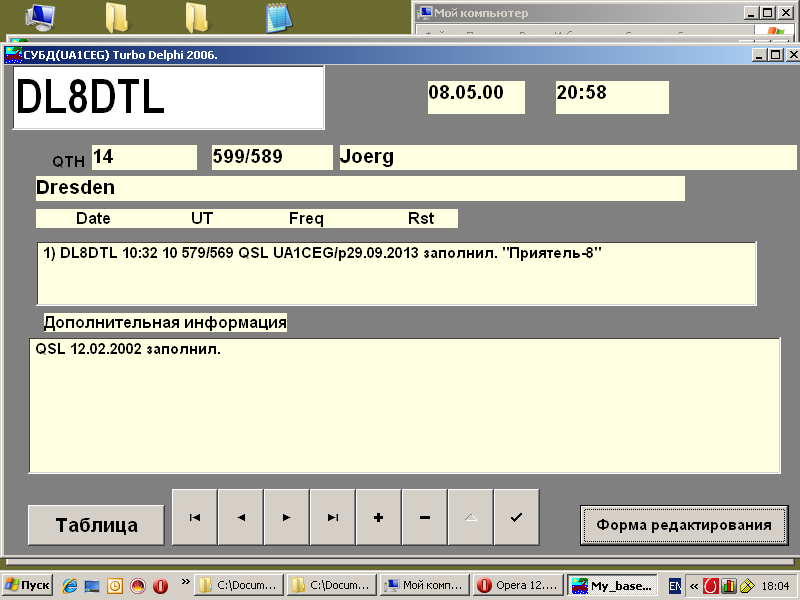 Мой компьютер
СУБД(UA1CEG) Turbo Delphi 2006.
DL8DTL
08.05.00
20:58
QTH
14
599/589
Joerg
Dresden
Date UT Freq Rst
1) DL8DTL 10:32 10 579/569 QSL UA1CEG/p29.09.2013 заполнил. "Приятель-8"
Дополнительная информация
QSL 12.02.2002 заполнил.
Таблица
Форма редактирования
Пуск
»
C:\Docum...
C:\Docum...
Мой комп...
Opera 12....
My_base...
EN
«
18:04